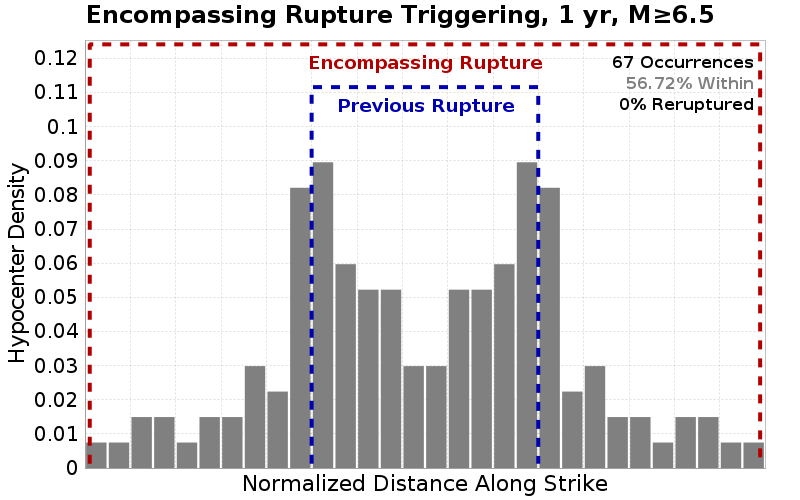 Encompassing Rupture Triggering, 1 yr, M≥6.5
Encompassing Rupture
67 Occurrences
56.72% Within
0% Reruptured
Previous Rupture
Hypocenter Density
0.12
0.11
0.1
0.09
0.08
0.07
0.06
0.05
0.04
0.03
0.02
0.01
0
Normalized Distance Along Strike